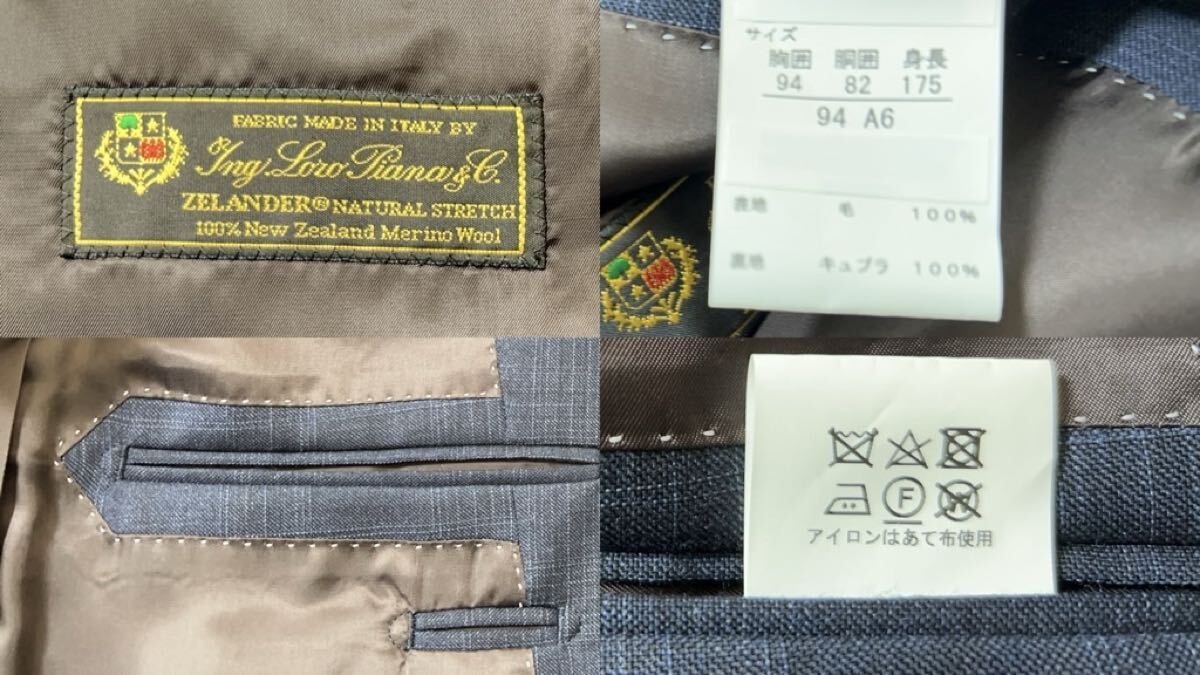 FABRIC MADE IN ITALY BY
Ing. Loro Piana & C.
ZELANDER® NATURAL STRETCH
100% New Zealand Merino Wool
サイズ
胸囲 胴囲 身長
94 82 175
94 A6
表地 毛 100%
裏地 キュプラ 100%
F
W
アイロンはあて布使用